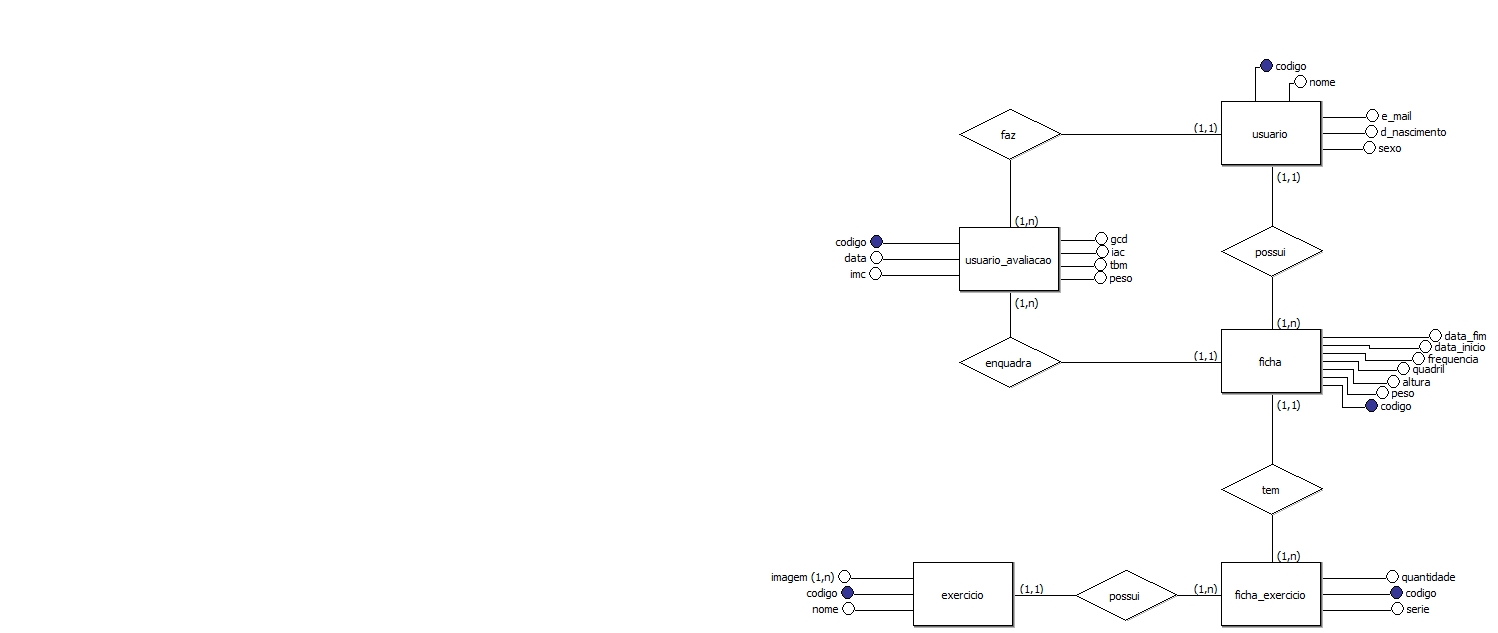 codigo
nome
usuario
e_mail
d_nascimento
sexo
(1,1)
faz
(1,1)
(1,n)
codigo
data
imc
usuario_avaliacao
gcd
iac
tbm
peso
(1,n)
possui
(1,n)
enquadra
(1,1)
ficha
data_fim
data_inicio
frequencia
quadril
altura
peso
codigo
(1,1)
tem
(1,n)
imagem (1,n)
codigo
nome
exercicio
(1,1)
possui
(1,n)
ficha_exercicio
quantidade
codigo
serie